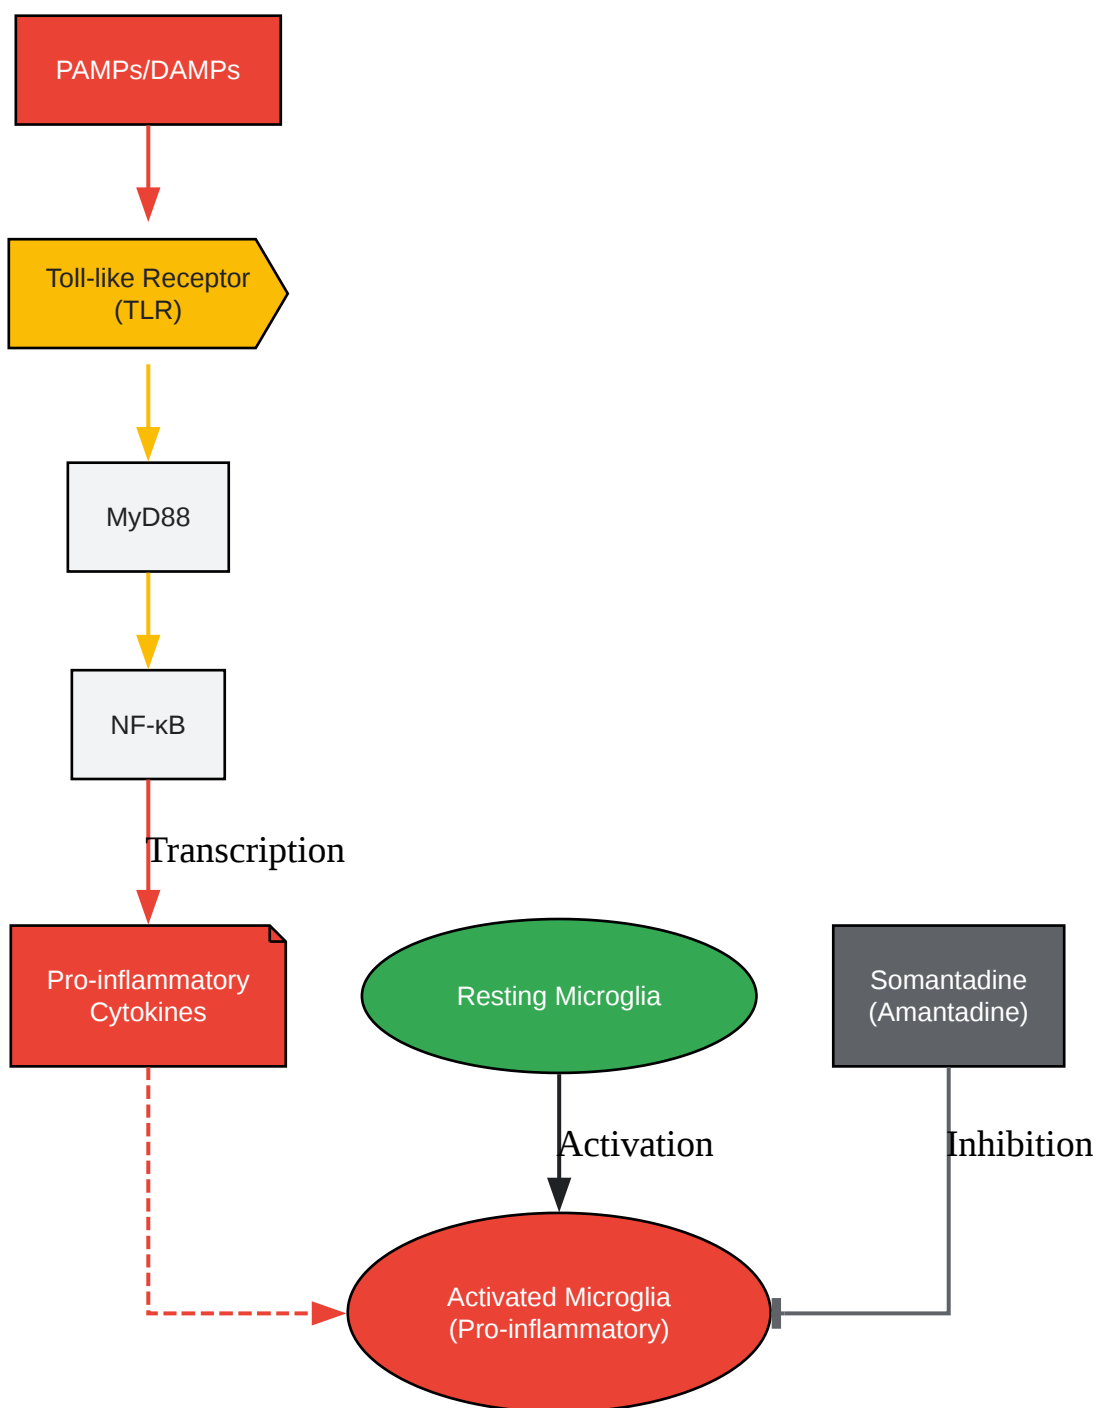 PAMPs/DAMPs
Toll-like Receptor
(TLR)
MyD88
NF-κB
Transcription
Pro-inflammatory
Cytokines
Resting Microglia
Somantadine
(Amantadine)
Activation
Inhibition
Activated Microglia
(Pro-inflammatory)